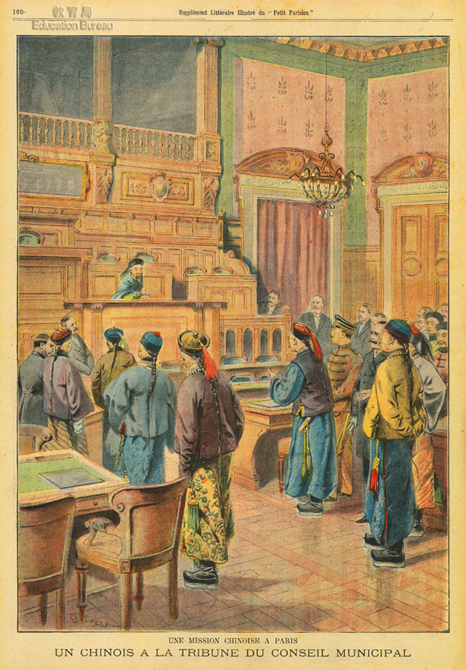 160
教育局
Education Bureau
Supplément Littéraire Illustré du "Petit Parisien."
UNE MISSION CHINOISE A PARIS
UN CHINOIS A LA TRIBUNE DU CONSEIL MUNICIPAL